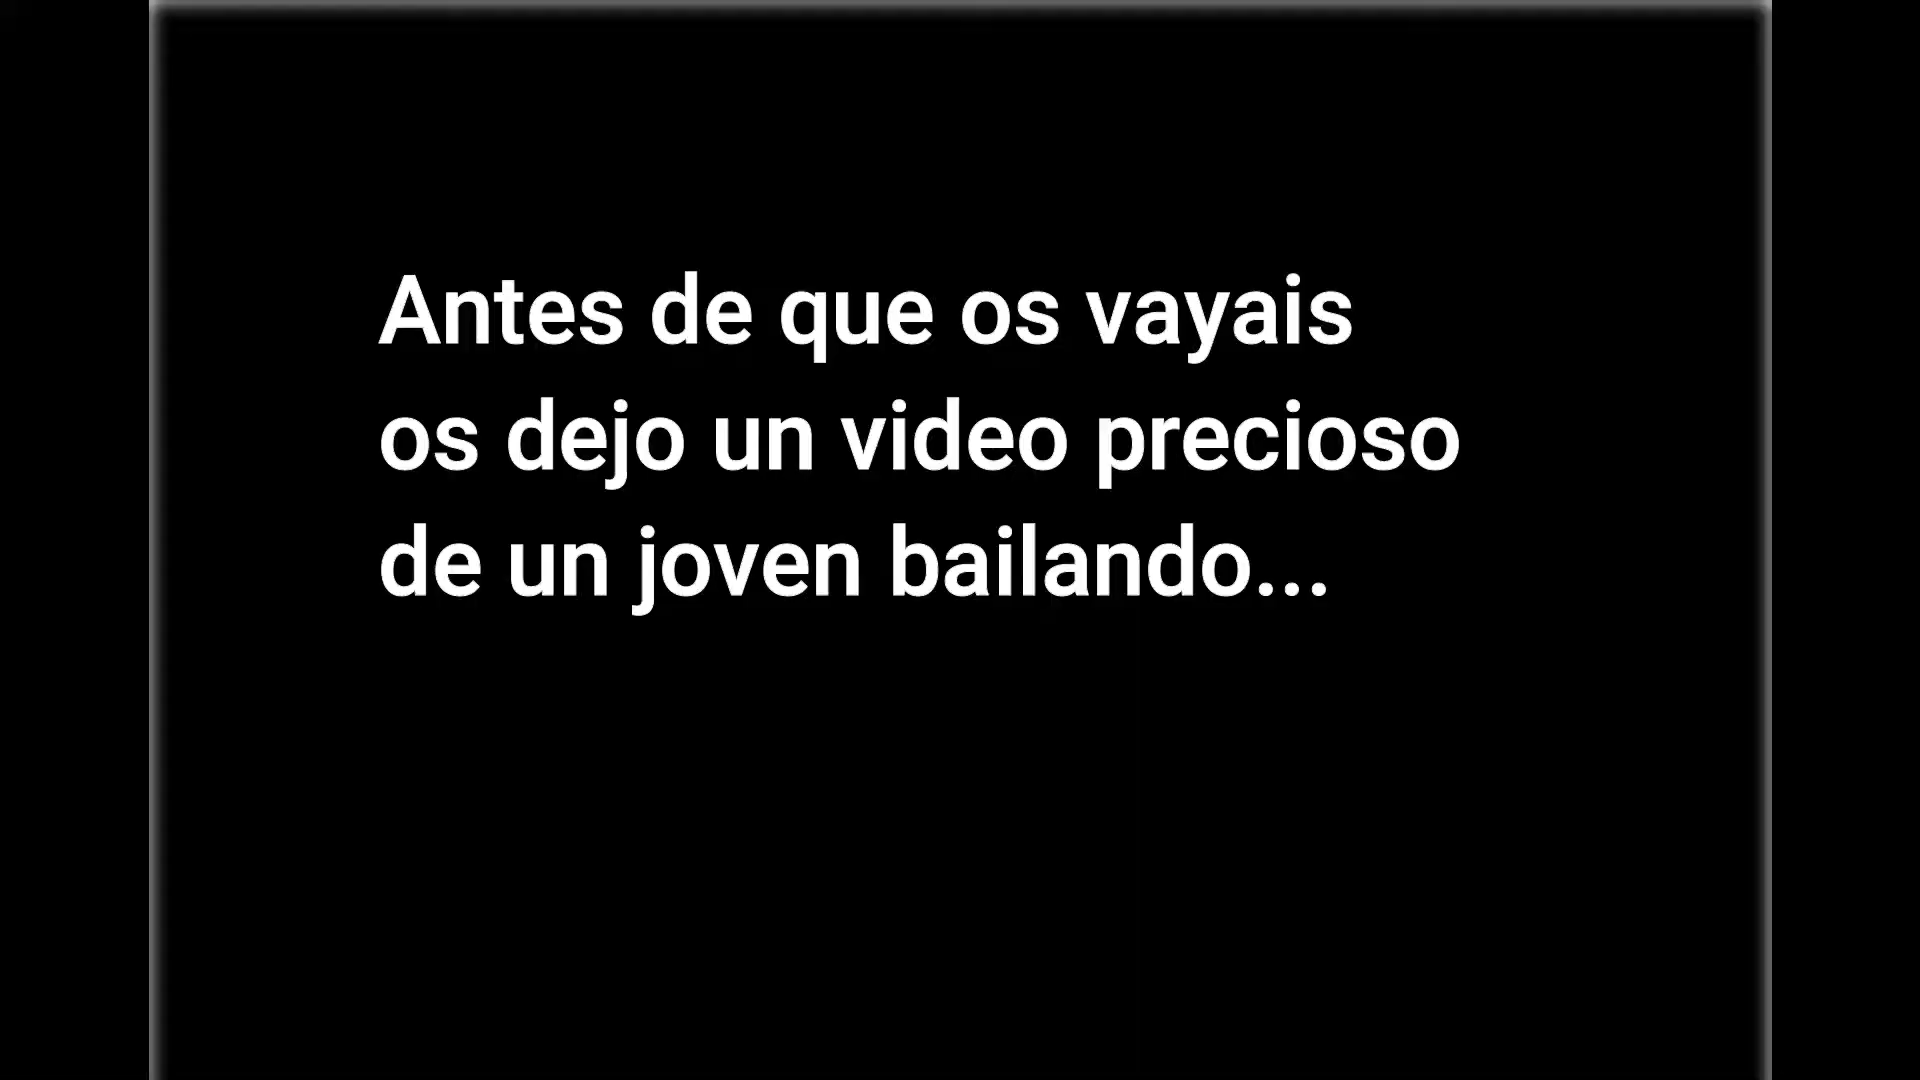 Antes de que os vayais
os dejo un video precioso
de un joven bailando...